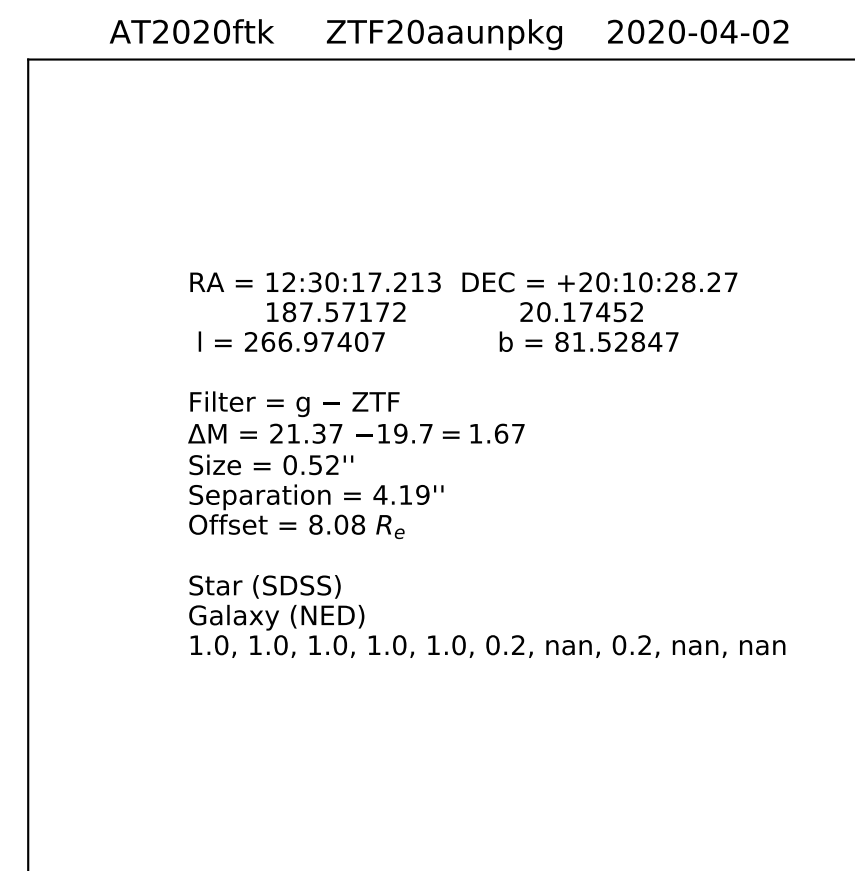 AT2020ftk ZTF20aaunpkg 2020-04-02
RA = 12:30:17.213 DEC = +20:10:28.27
187.57172 20.17452
l = 266.97407 b = 81.52847
Filter = g − ZTF
ΔM = 21.37 −19.7 = 1.67
Size = 0.52''
Separation = 4.19''
Offset = 8.08 Rₑ
Star (SDSS)
Galaxy (NED)
1.0, 1.0, 1.0, 1.0, 1.0, 0.2, nan, 0.2, nan, nan